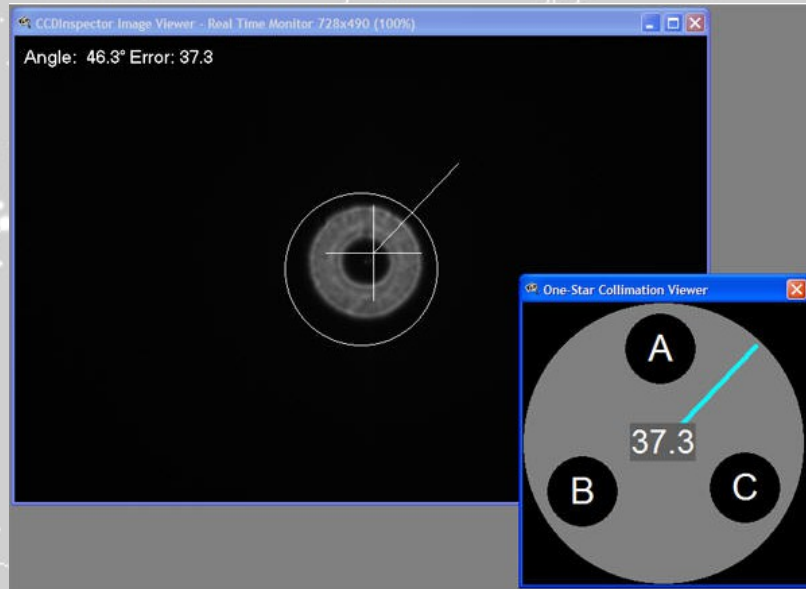 CCDInspector Image Viewer - Real Time Monitor 728x490 (100%)
Angle: 46.3° Error: 37.3
One-Star Collimation Viewer
A
37.3
B
C